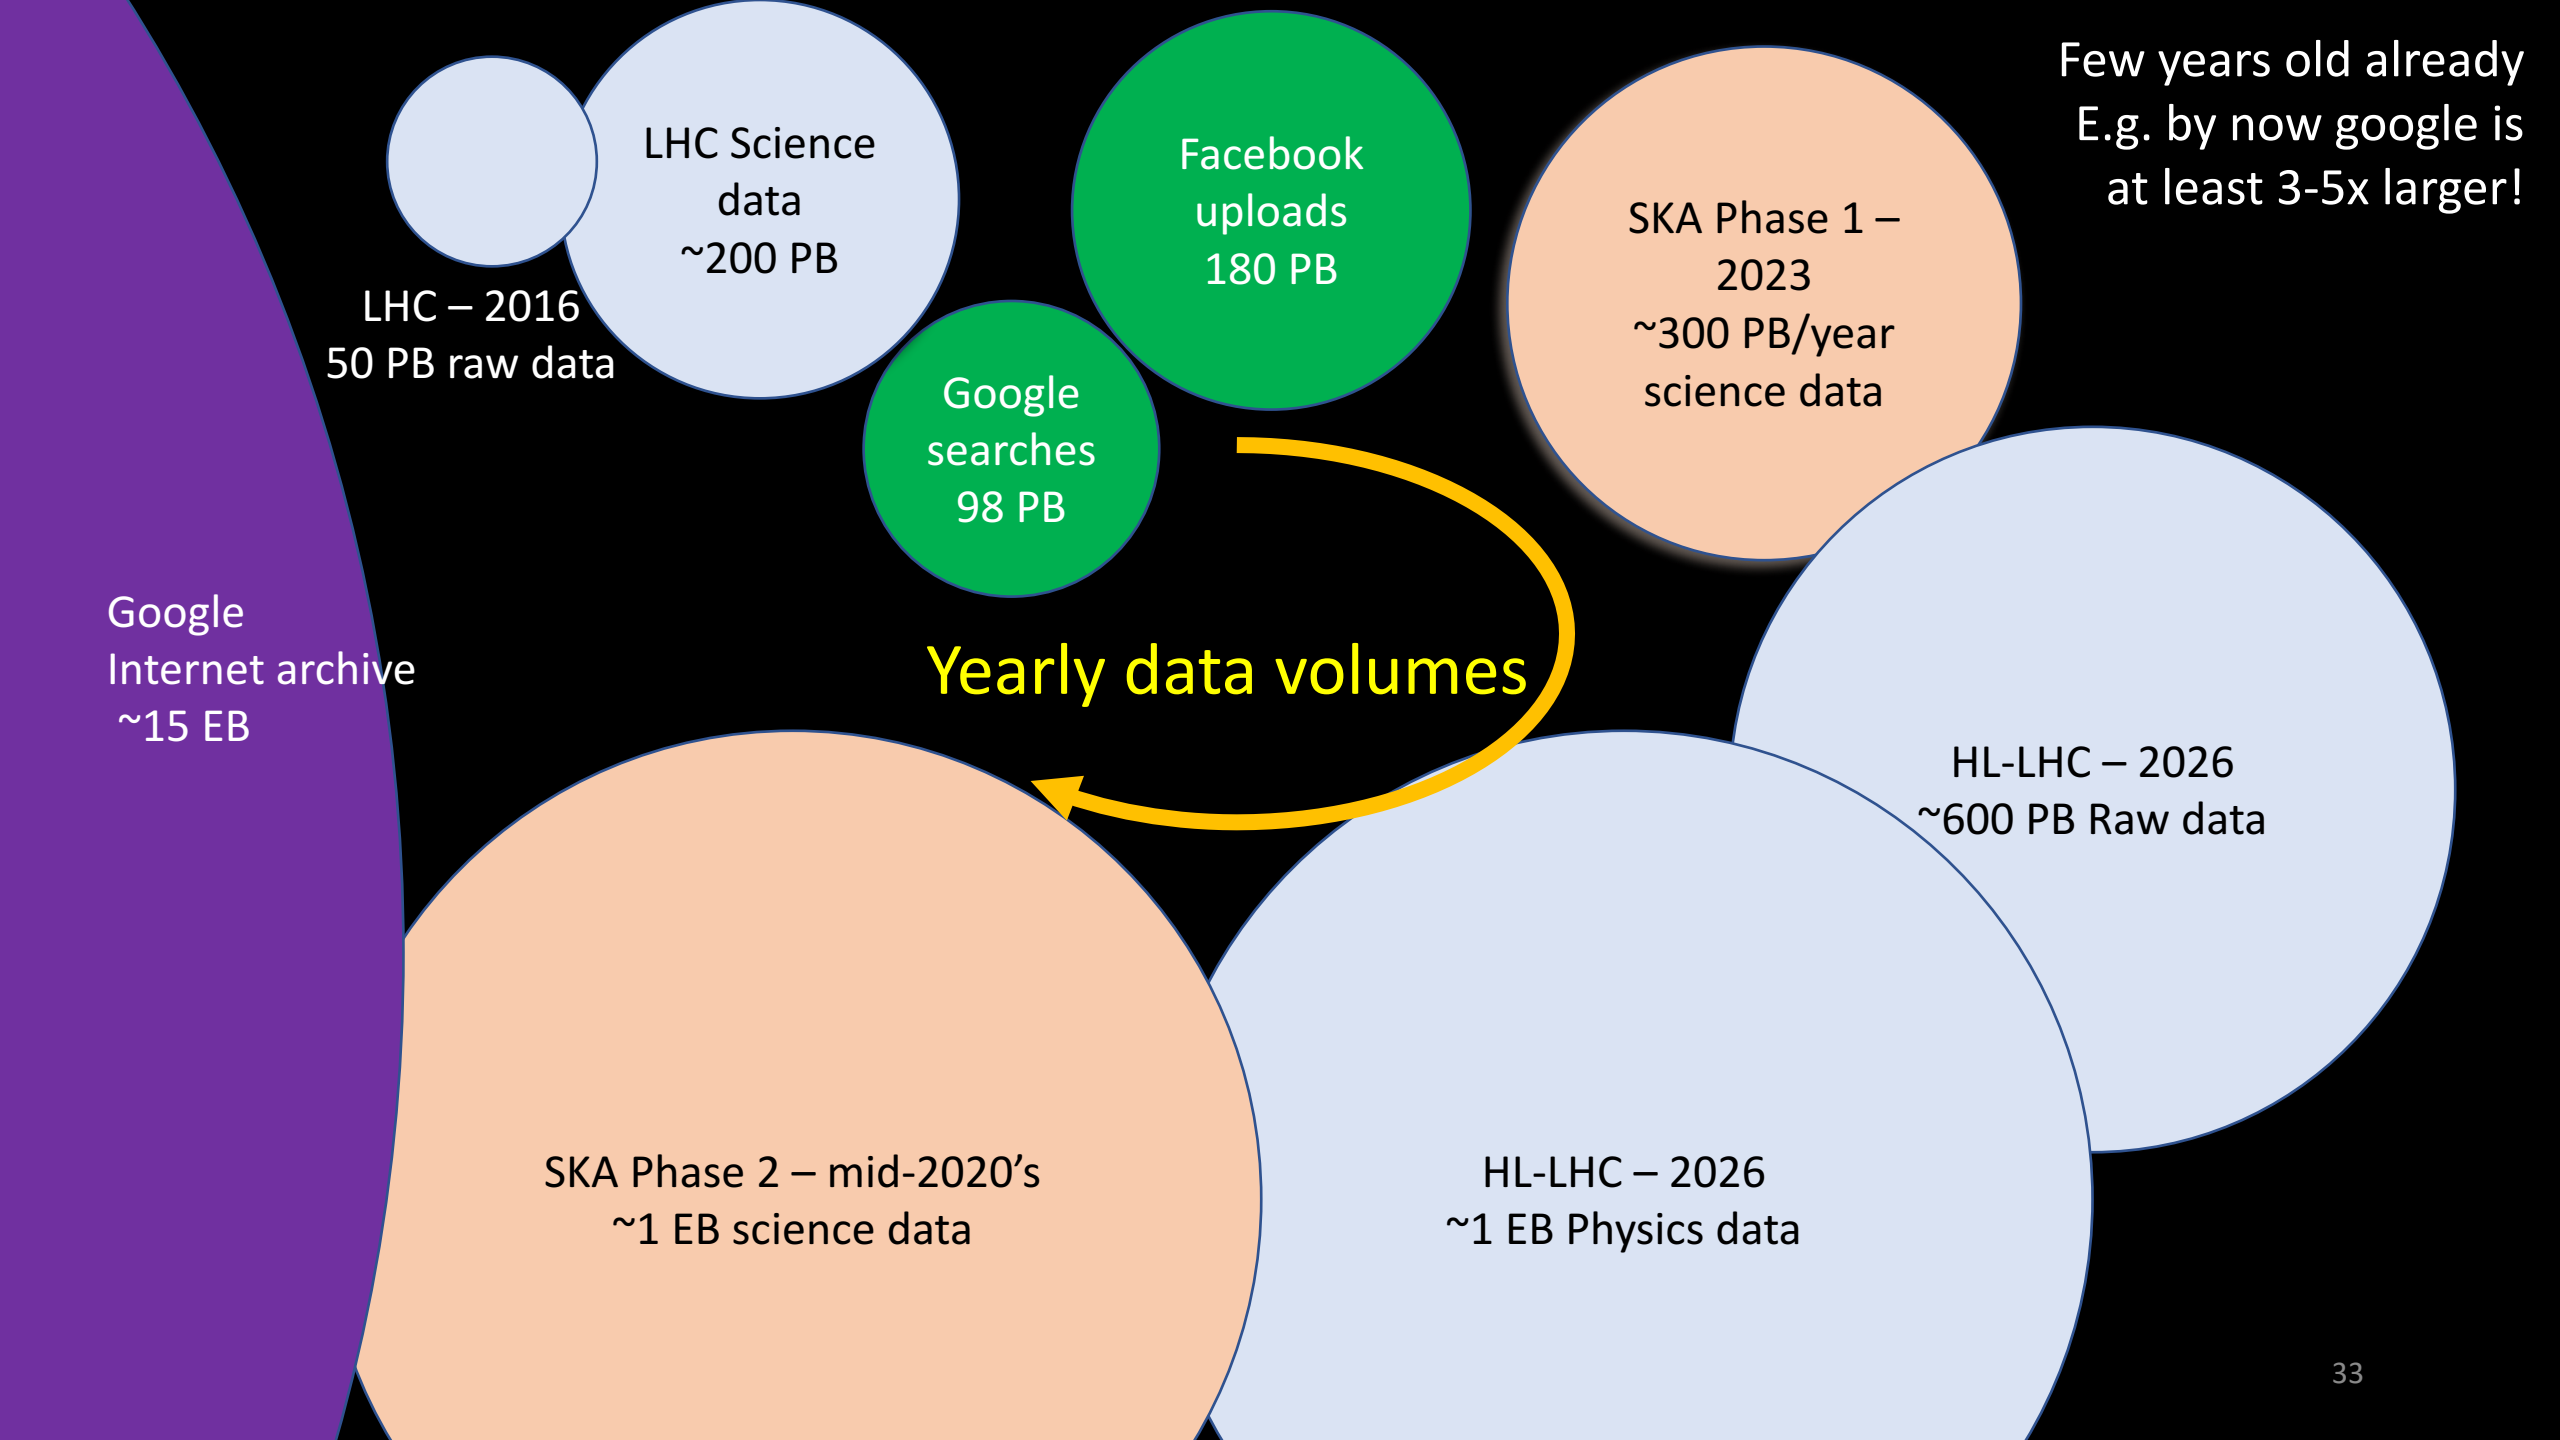 Few years old already
E.g. by now google is
at least 3-5x larger!
LHC Science
data
~200 PB
LHC – 2016
50 PB raw data
Facebook
uploads
180 PB
Google
searches
98 PB
SKA Phase 1 –
2023
~300 PB/year
science data
Google
Internet archive
~15 EB
Yearly data volumes
HL-LHC – 2026
~600 PB Raw data
SKA Phase 2 – mid-2020’s
~1 EB science data
HL-LHC – 2026
~1 EB Physics data
33